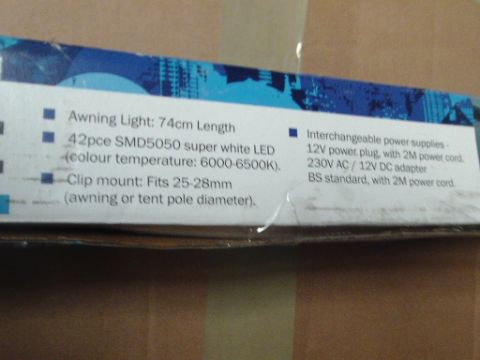 Awning Light: 74cm Length
42pce SMD5050 super white LED
(colour temperature: 6000-6500K).
Clip mount: Fits 25-28mm
(awning or tent pole diameter).
Interchangeable power supplies -
12V power plug, with 2M power cord,
230V AC / 12V DC adapter
BS standard, with 2M power cord.